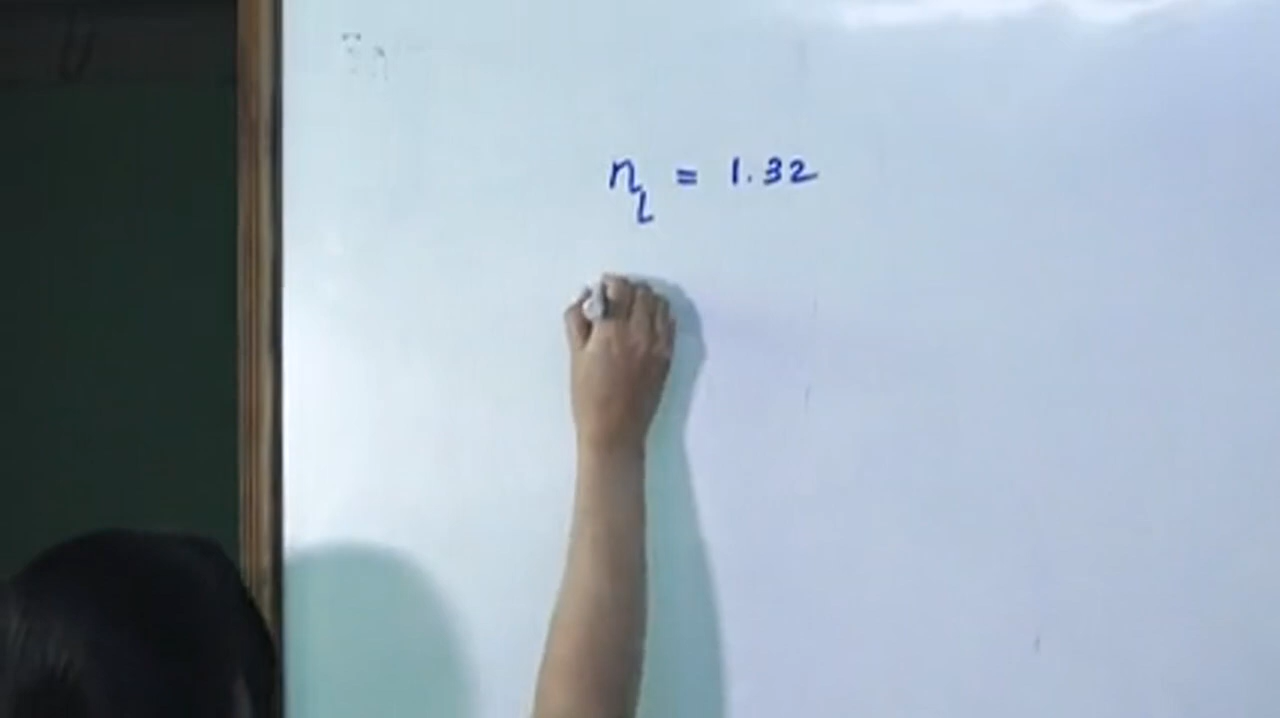 n_L = 1.32